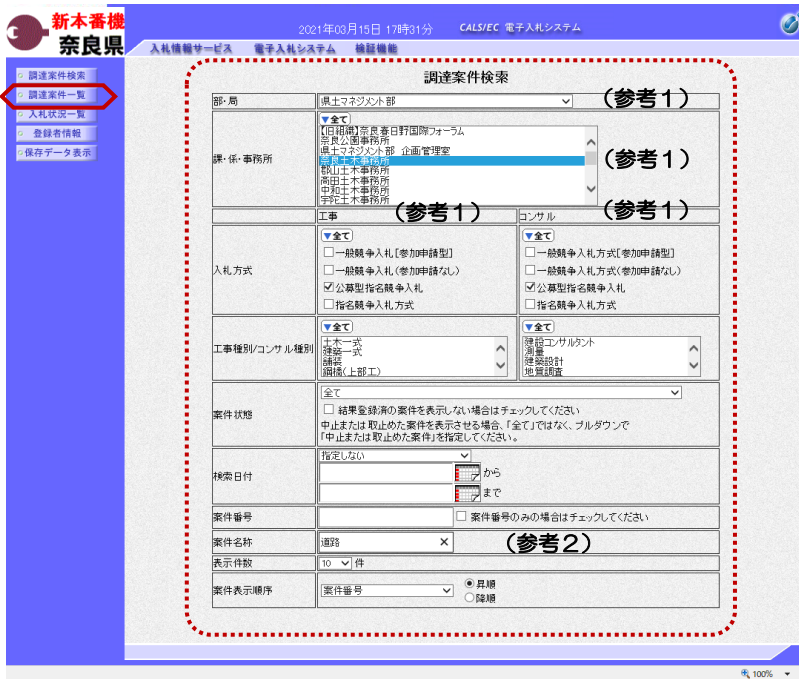 新本番機
奈良県
2021年03月15日 17時31分 CALS/EC 電子入札システム
入札情報サービス 電子入札システム 検証機能
調達案件検索
調達案件一覧
入札状況一覧
登録者情報
保存データ表示
調達案件検索
部・局 県土マネジメント部 (参考1)
課・係・事務所
▼全て
【旧組織】奈良春日野国際フォーラム
奈良公園事務所
県土マネジメント部 企画管理室
奈良土木事務所
郡山土木事務所
高田土木事務所
中和土木事務所
宇陀土木事務所
(参考1)
工事 (参考1) コンサル (参考1)
入札方式
▼全て
一般競争入札[参加申請型]
一般競争入札(参加申請なし)
公募型指名競争入札
指名競争入札方式
▼全て
一般競争入札方式[参加申請型]
一般競争入札方式(参加申請なし)
公募型指名競争入札
指名競争入札方式
工事種別/コンサル種別
▼全て
土木一式
建築一式
舗装
鋼橋(上部工)
▼全て
建設コンサルタント
測量
建築設計
地質調査
案件状態
全て
結果登録済の案件を表示しない場合はチェックしてください
中止または取止めた案件を表示させる場合、「全て」ではなく、プルダウンで
「中止または取止めた案件」を指定してください。
検索日付
指定しない
から
まで
案件番号 案件番号のみの場合はチェックしてください
案件名称 道路 × (参考2)
表示件数 10 件
案件表示順序 案件番号
昇順
降順
100%